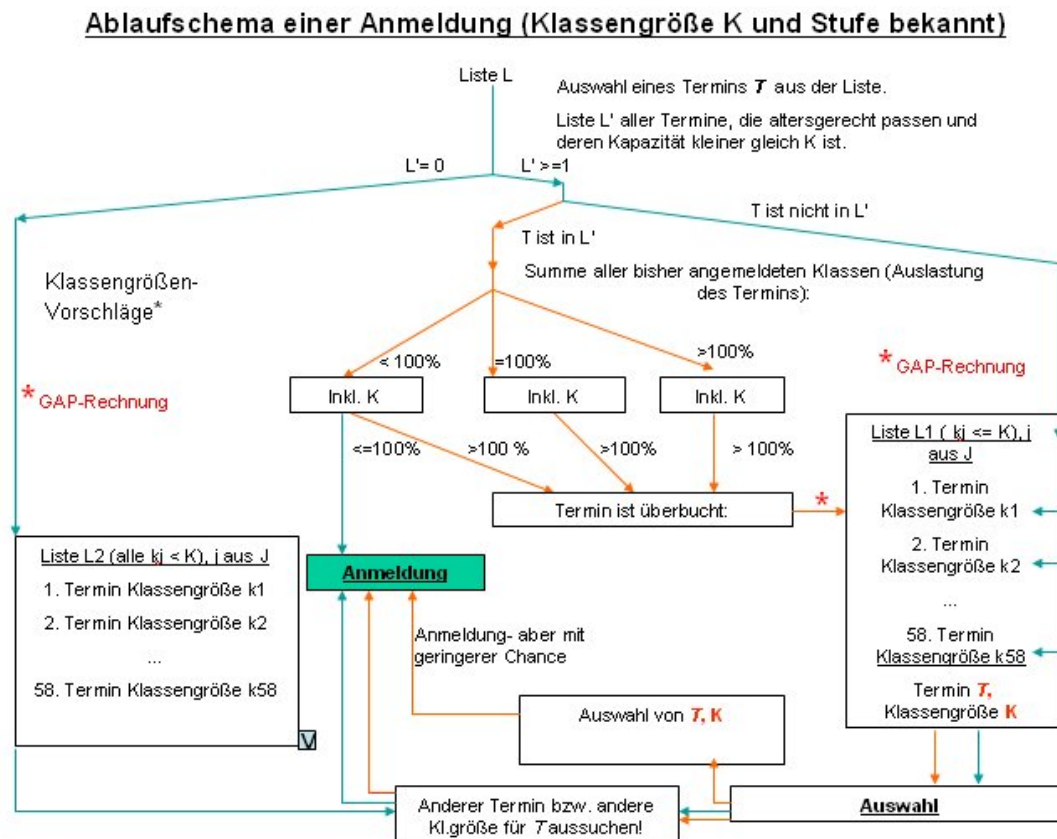 Ablaufschema einer Anmeldung (Klassengröße K und Stufe bekannt)
Liste L
Auswahl eines Termins T aus der Liste.
Liste L' aller Termine, die altersgerecht passen und
deren Kapazität kleiner gleich K ist.
L'= 0
L' >=1
T ist nicht in L'
T ist in L'
Summe aller bisher angemeldeten Klassen (Auslastung
des Termins):
Klassengrößen-
Vorschläge*
* GAP-Rechnung
< 100%
=100%
>100%
* GAP-Rechnung
Inkl. K
Inkl. K
Inkl. K
<=100%
>100 %
>100%
> 100%
Termin ist überbucht:
*
Liste L1 ( kj <= K), j
aus J
1. Termin
Klassengröße k1
2. Termin
Klassengröße k2
...
58. Termin
Klassengröße k58
Termin T,
Klassengröße K
Liste L2 (alle kj < K), j aus J
1. Termin Klassengröße k1
2. Termin Klassengröße k2
...
58. Termin Klassengröße k58
V
Anmeldung
Anmeldung- aber mit
geringerer Chance
Auswahl von T, K
Anderer Termin bzw. andere
Kl.größe für T aussuchen!
Auswahl